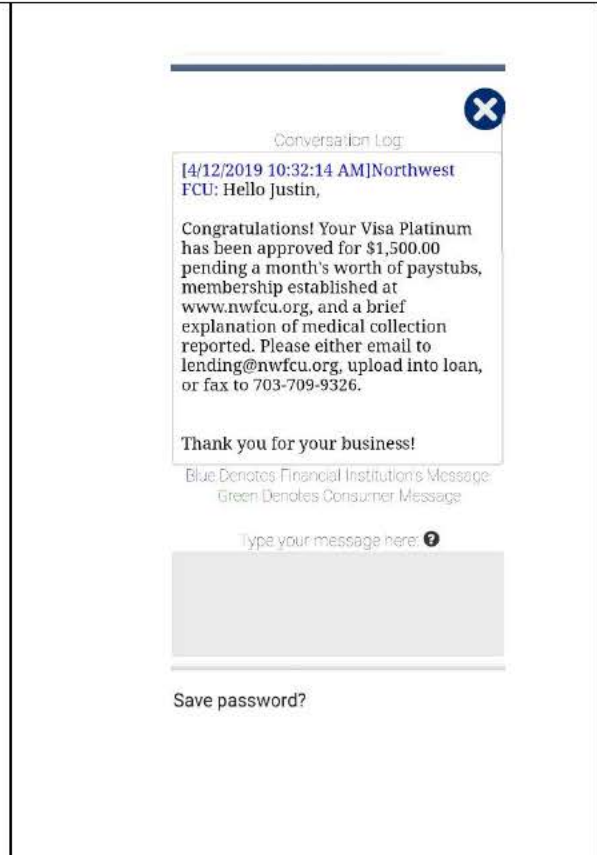 Conversation Log:
[4/12/2019 10:32:14 AM]Northwest
FCU: Hello Justin,
Congratulations! Your Visa Platinum
has been approved for $1,500.00
pending a month's worth of paystubs,
membership established at
www.nwfcu.org, and a brief
explanation of medical collection
reported. Please either email to
lending@nwfcu.org, upload into loan,
or fax to 703-709-9326.
Thank you for your business!
Blue Denotes Financial Institution's Message
Green Denotes Consumer Message
Type your message here: ?
Save password?